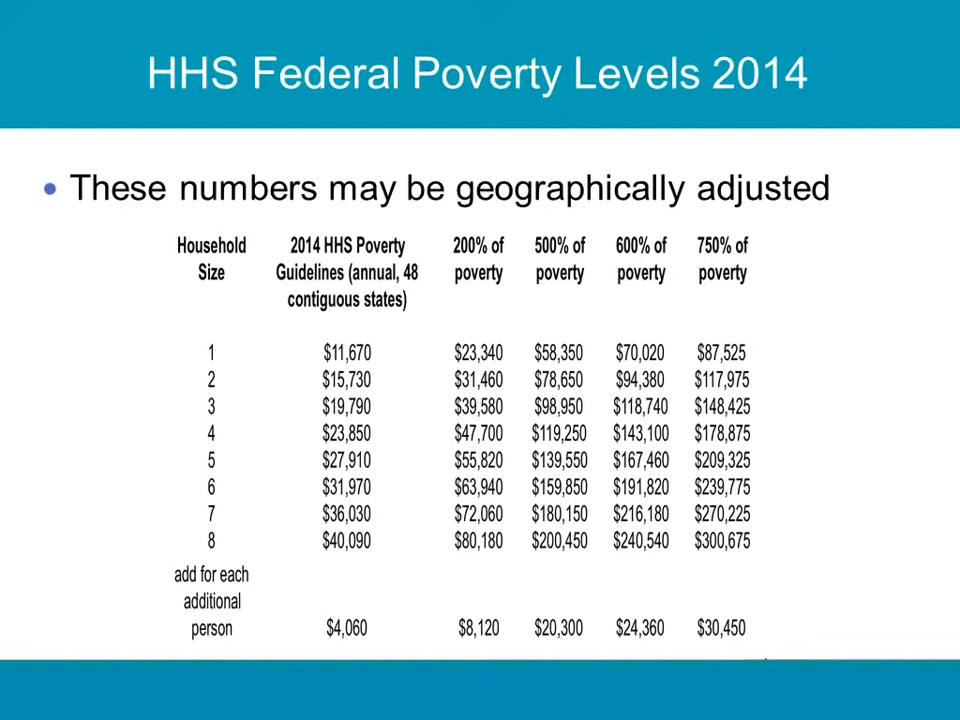 HHS Federal Poverty Levels 2014
• These numbers may be geographically adjusted
Household 2014 HHS Poverty 200% of 500% of 600% of 750% of
Size Guidelines (annual, 48 poverty poverty poverty poverty
contiguous states)
1 $11,670 $23,340 $58,350 $70,020 $87,525
2 $15,730 $31,460 $78,650 $94,380 $117,975
3 $19,790 $39,580 $98,950 $118,740 $148,425
4 $23,850 $47,700 $119,250 $143,100 $178,875
5 $27,910 $55,820 $139,550 $167,460 $209,325
6 $31,970 $63,940 $159,850 $191,820 $239,775
7 $36,030 $72,060 $180,150 $216,180 $270,225
8 $40,090 $80,180 $200,450 $240,540 $300,675
add for each
additional
person $4,060 $8,120 $20,300 $24,360 $30,450